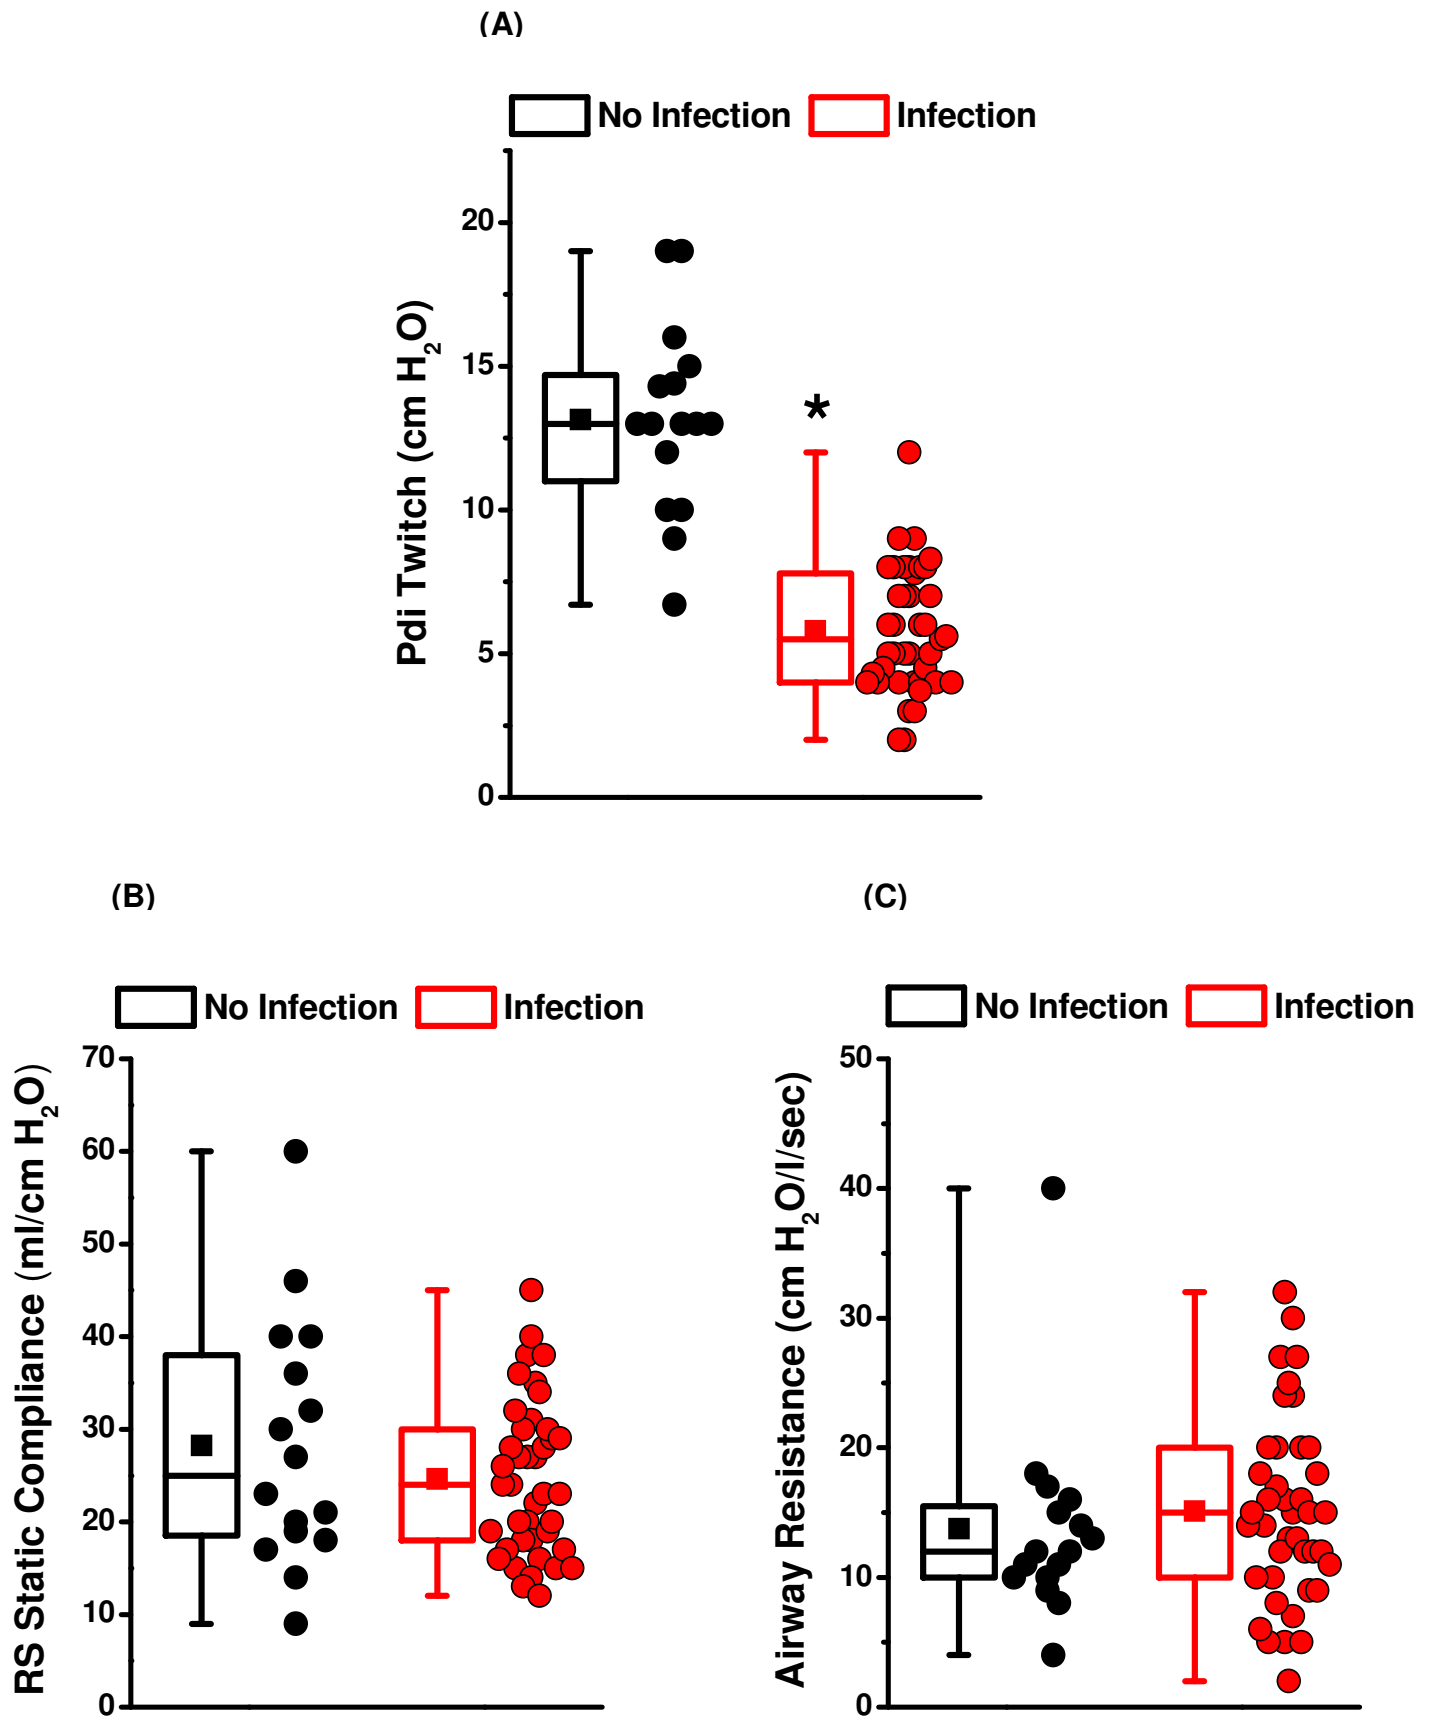 (A)
No Infection Infection
Pdi Twitch (cm H2O)
20
15
10
5
0
*
(B)
No Infection Infection
RS Static Compliance (ml/cm H2O)
70
60
50
40
30
20
10
0
(C)
No Infection Infection
Airway Resistance (cm H2O/l/sec)
50
40
30
20
10
0